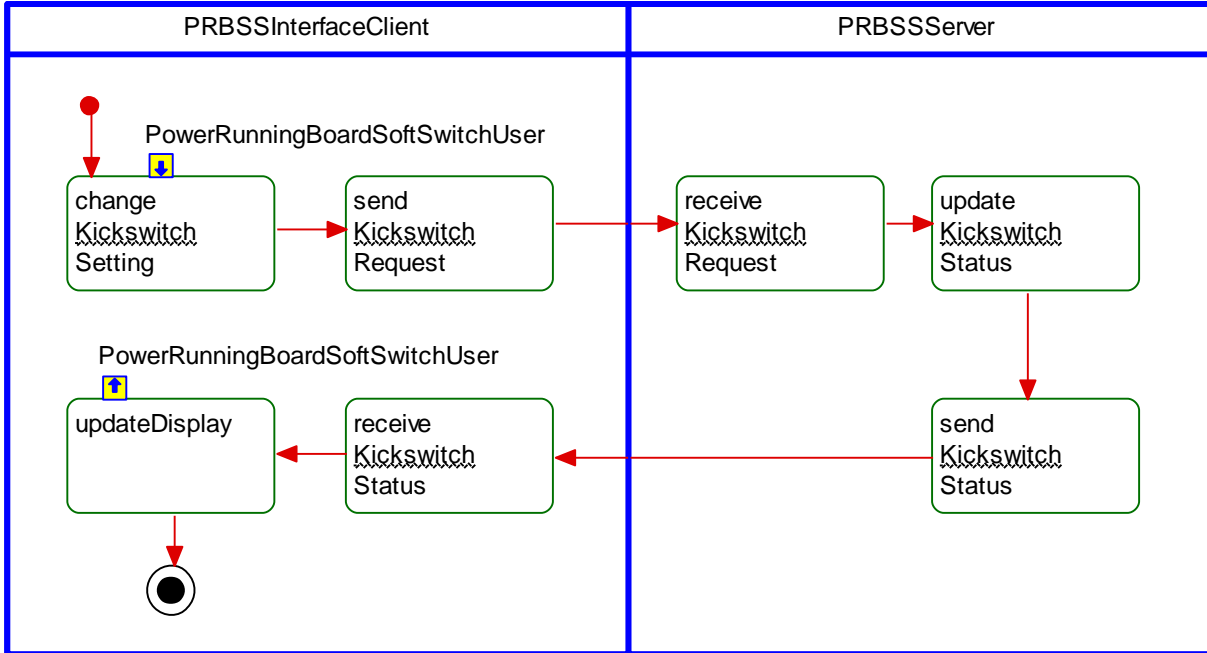 PRBSSInterfaceClient
PRBSSServer
PowerRunningBoardSoftSwitchUser
change
Kickswitch
Setting
send
Kickswitch
Request
receive
Kickswitch
Request
update
Kickswitch
Status
PowerRunningBoardSoftSwitchUser
updateDisplay
receive
Kickswitch
Status
send
Kickswitch
Status